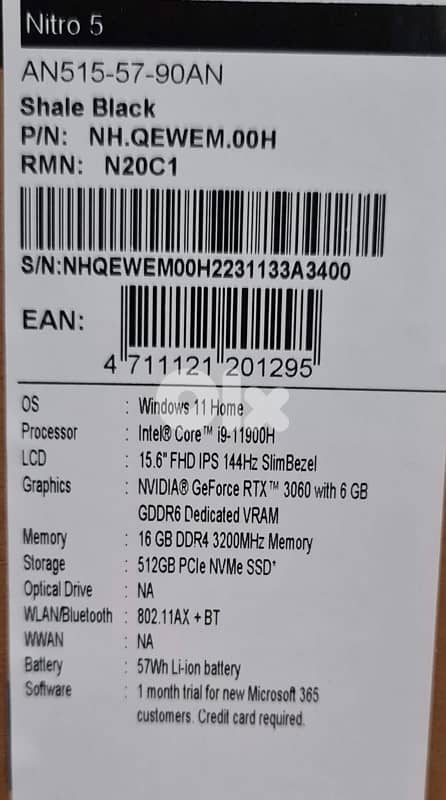 Nitro 5
AN515-57-90AN
Shale Black
P/N: NH.QEWEM.00H
RMN: N20C1
S/N:NHQEWEM00H2231133A3400
EAN:
4 711121 201295
olx
OS : Windows 11 Home
Processor : Intel® Core™ i9-11900H
LCD : 15.6" FHD IPS 144Hz SlimBezel
Graphics : NVIDIA® GeForce RTX™ 3060 with 6 GB
GDDR6 Dedicated VRAM
Memory : 16 GB DDR4 3200MHz Memory
Storage : 512GB PCIe NVMe SSD*
Optical Drive : NA
WLAN/Bluetooth : 802.11AX + BT
WWAN : NA
Battery : 57Wh Li-ion battery
Software : 1 month trial for new Microsoft 365
customers. Credit card required.